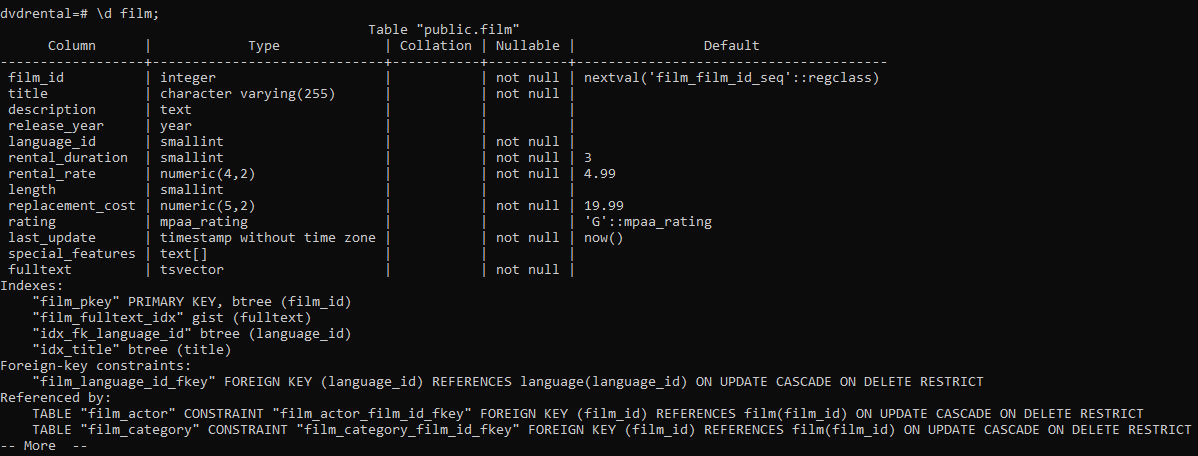 dvdrental=# \d film;
                                              Table "public.film"
      Column      |            Type             | Collation | Nullable |                Default
------------------+-----------------------------+-----------+----------+---------------------------------------
 film_id          | integer                     |           | not null | nextval('film_film_id_seq'::regclass)
 title            | character varying(255)      |           | not null |
 description      | text                        |           |          |
 release_year     | year                        |           |          |
 language_id      | smallint                    |           | not null |
 rental_duration  | smallint                    |           | not null | 3
 rental_rate      | numeric(4,2)                |           | not null | 4.99
 length           | smallint                    |           |          |
 replacement_cost | numeric(5,2)                |           | not null | 19.99
 rating           | mpaa_rating                 |           |          | 'G'::mpaa_rating
 last_update      | timestamp without time zone |           | not null | now()
 special_features | text[]                      |           |          |
 fulltext         | tsvector                    |           | not null |
Indexes:
    "film_pkey" PRIMARY KEY, btree (film_id)
    "film_fulltext_idx" gist (fulltext)
    "idx_fk_language_id" btree (language_id)
    "idx_title" btree (title)
Foreign-key constraints:
    "film_language_id_fkey" FOREIGN KEY (language_id) REFERENCES language(language_id) ON UPDATE CASCADE ON DELETE RESTRICT
Referenced by:
    TABLE "film_actor" CONSTRAINT "film_actor_film_id_fkey" FOREIGN KEY (film_id) REFERENCES film(film_id) ON UPDATE CASCADE ON DELETE RESTRICT
    TABLE "film_category" CONSTRAINT "film_category_film_id_fkey" FOREIGN KEY (film_id) REFERENCES film(film_id) ON UPDATE CASCADE ON DELETE RESTRICT
-- More  --